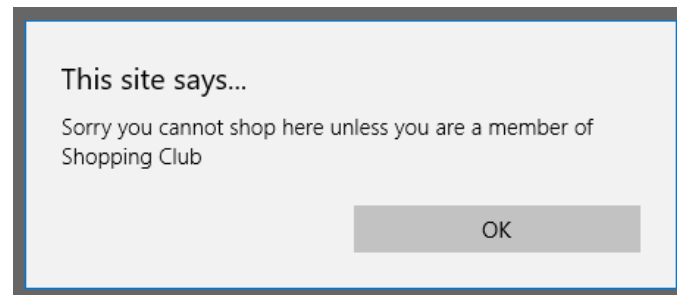 This site says...
Sorry you cannot shop here unless you are a member of
Shopping Club
OK